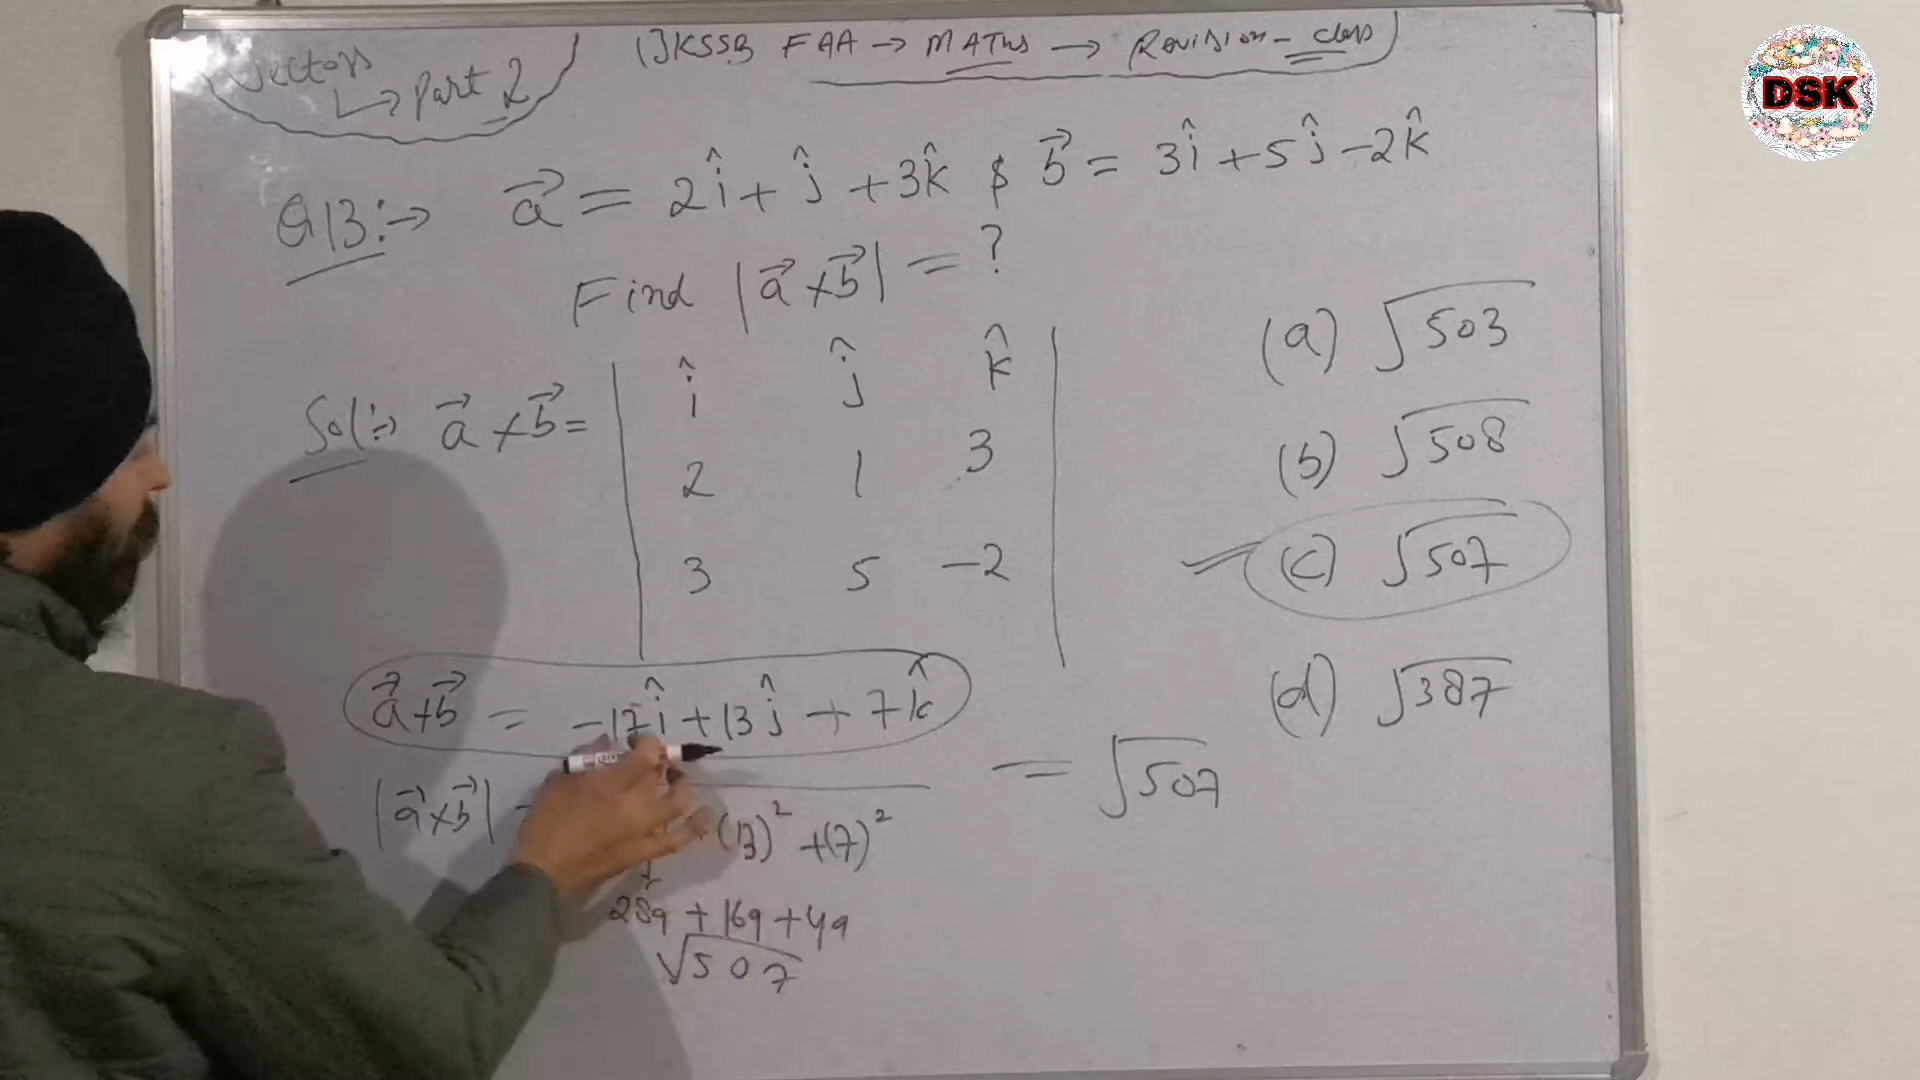 Vectors
↳ Part 2
JKSSB FAA → MATHS → Revision - class
DSK
Q13:→ a⃗ = 2î + ĵ + 3k̂ & b⃗ = 3î + 5ĵ - 2k̂
Find |a⃗ × b⃗| = ?
Sol:→ a⃗ × b⃗ =
î ĵ k̂
2 1 3
3 5 -2
(a) √503
(b) √508
(c) √507
(d) √387
a⃗ × b⃗ = -17î + 13ĵ + 7k̂
|a⃗ × b⃗| (13)² + (7)² = √507
289 + 169 + 49
√507